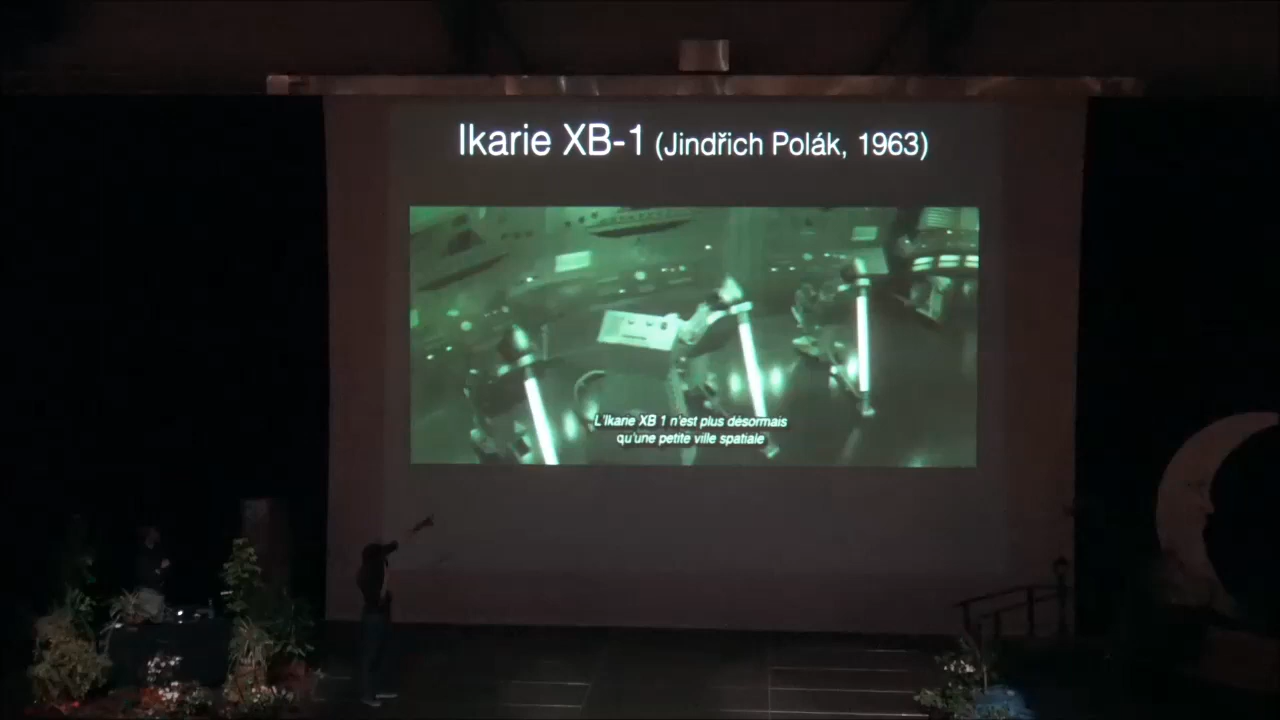 Ikarie XB-1 (Jindřich Polák, 1963)
L'Ikarie XB 1 n'est plus désormais
qu'une petite ville spatiale